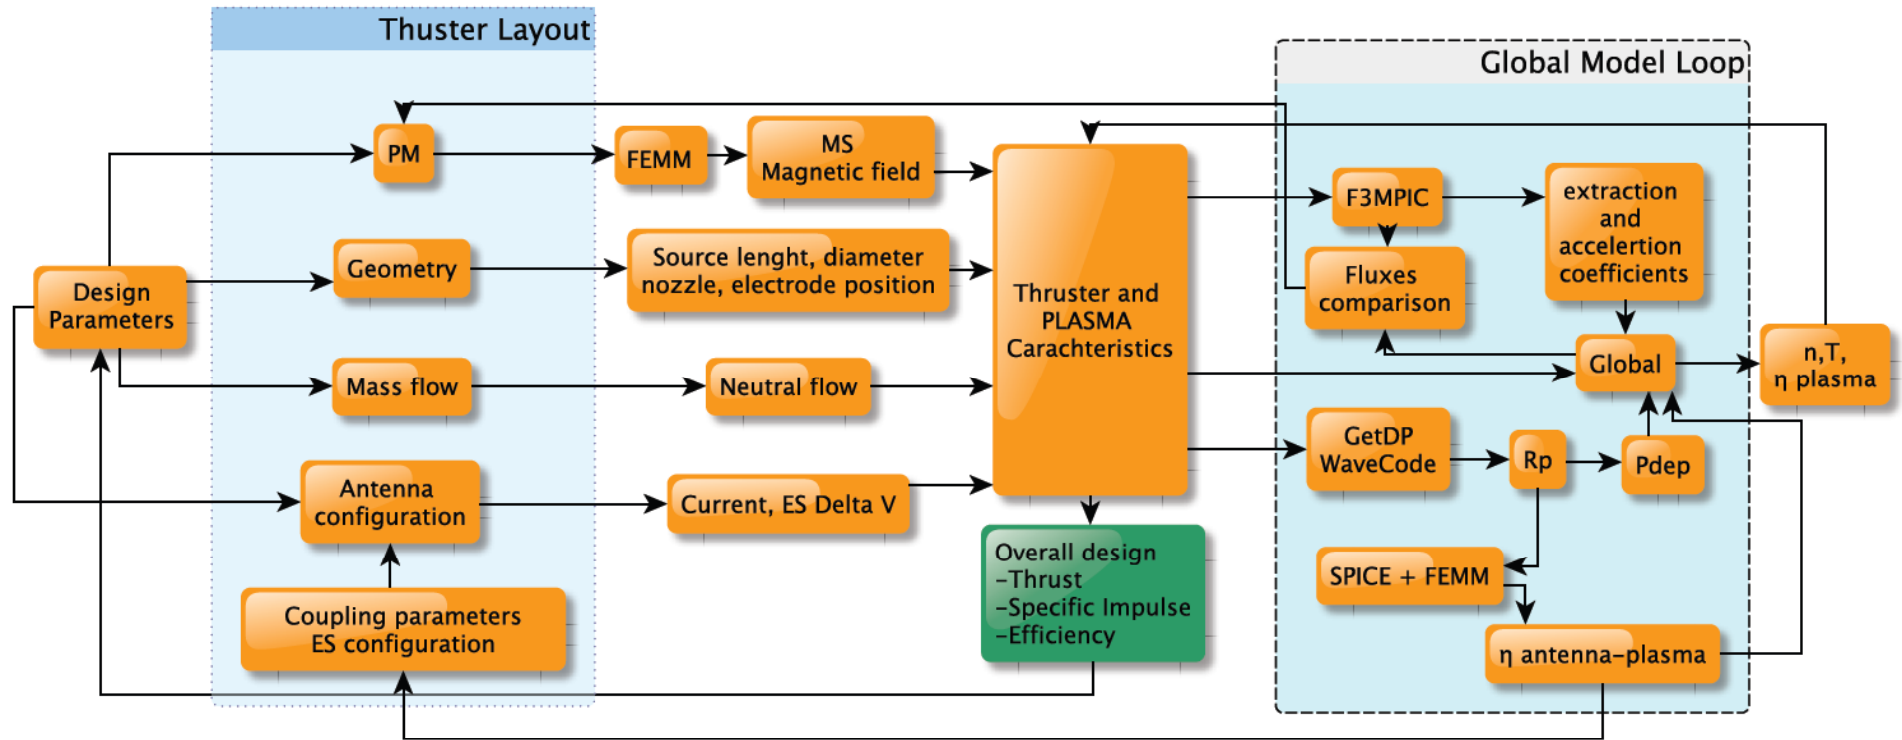 Thuster Layout
Global Model Loop
PM
FEMM
MS
Magnetic field
Geometry
Source lenght, diameter
nozzle, electrode position
Design
Parameters
Mass flow
Neutral flow
Antenna
configuration
Current, ES Delta V
Coupling parameters
ES configuration
Thruster and
PLASMA
Carachteristics
Overall design
-Thrust
-Specific Impulse
-Efficiency
F3MPIC
extraction
and
accelertion
coefficients
Fluxes
comparison
Global
n,T,
η plasma
GetDP
WaveCode
Rp
Pdep
SPICE + FEMM
η antenna-plasma